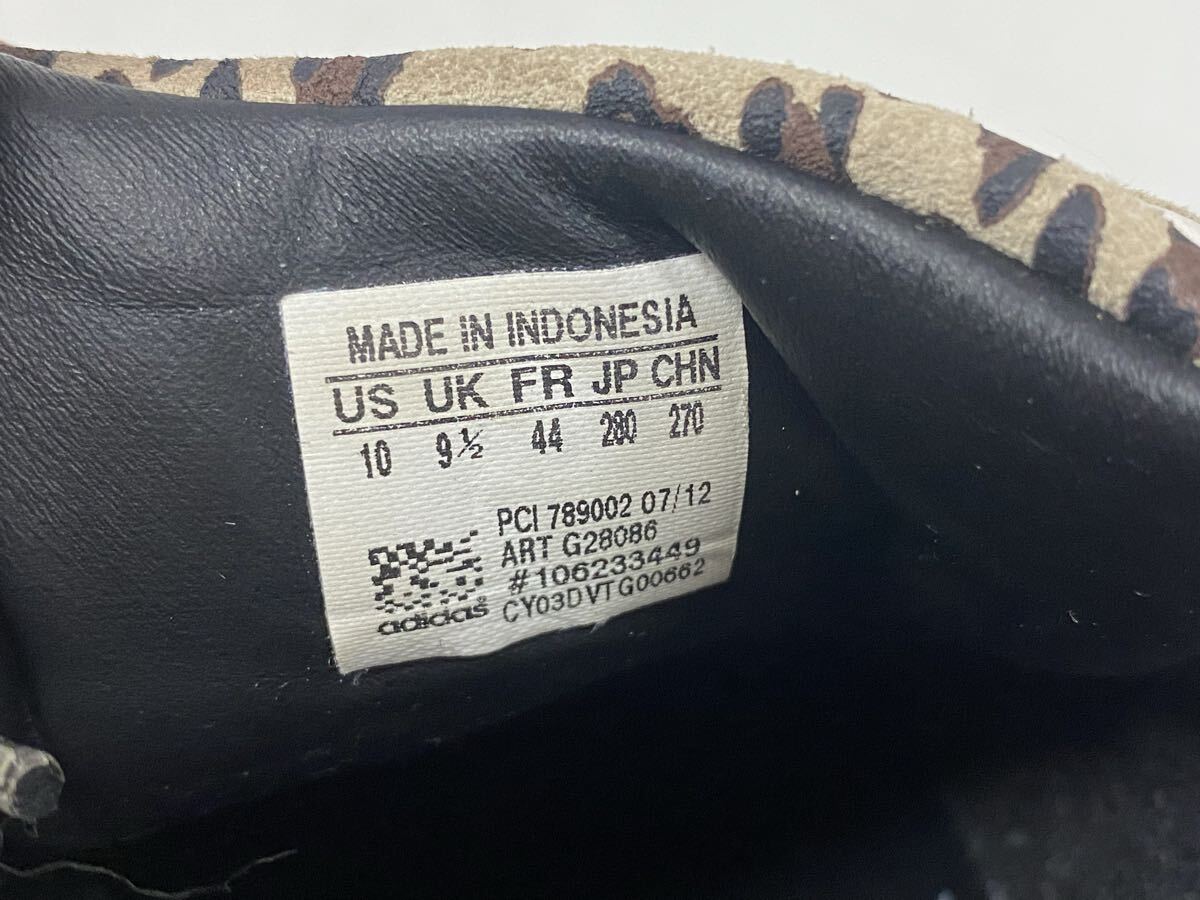 MADE IN INDONESIA
US UK FR JP CHN
10 9½ 44 280 270
PCI 789002 07/12
ART G28086
#106233449
adidas CY03DVTG00662